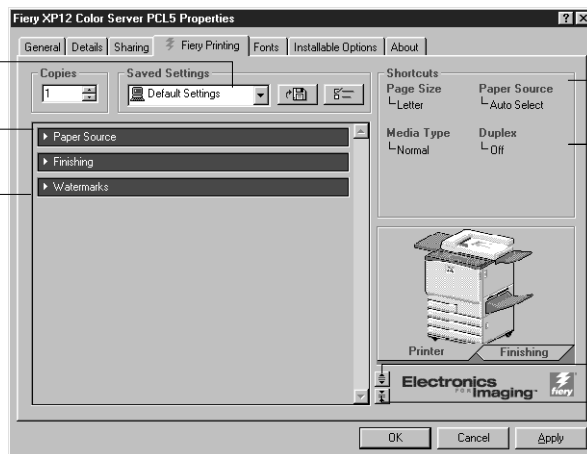 Fiery XP12 Color Server PCL5 Properties
General Details Sharing Fiery Printing Fonts Installable Options About
Copies
1
Saved Settings
Default Settings
Paper Source
Finishing
Watermarks
Shortcuts
Page Size Paper Source
Letter Auto Select
Media Type Duplex
Normal Off
Printer Finishing
Electronics
FOR Imaging
fiery
OK Cancel Apply